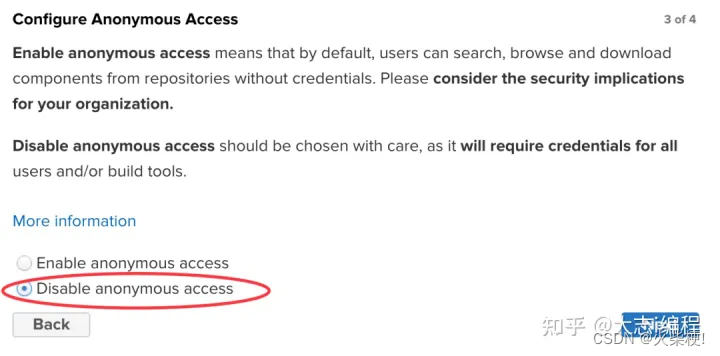 Configure Anonymous Access
3 of 4
Enable anonymous access means that by default, users can search, browse and download
components from repositories without credentials. Please consider the security implications
for your organization.
Disable anonymous access should be chosen with care, as it will require credentials for all
users and/or build tools.
More information
Enable anonymous access
Disable anonymous access
Back
知乎 @大志编程
CSDN @火柴梗!